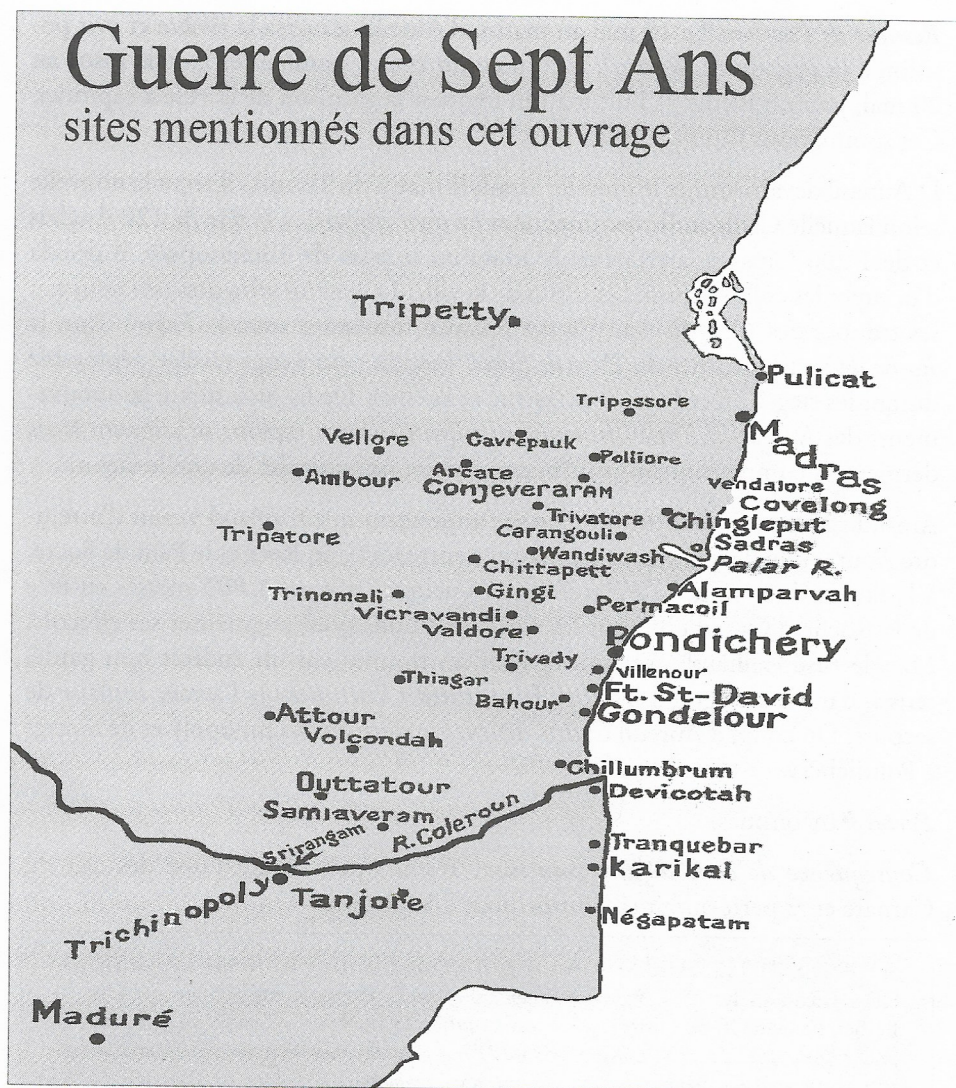 Guerre de Sept Ans
sites mentionnés dans cet ouvrage
Tripetty
Pulicat
Tripassore
Madras
Vellore
Gavrepauk
Polliore
Ambour
Arcate
Conjeveraram
Vendalore
Covelong
Trivatore
Chingleput
Tripatore
Carangouli
Sadras
Wandiwash
Palar R.
Chittapett
Trinomali
Gingi
Alamparvah
Vicravandi
Permacoil
Valdore
Pondichéry
Trivady
Villenour
Thiagar
Bahour
Ft. St-David
Gondelour
Attour
Volcondah
Chillumbrum
Outtatour
Devicotah
Samiaveram
R. Coleroun
Srirangam
Tranquebar
Karikal
Trichinopoly
Tanjore
Négapatam
Maduré